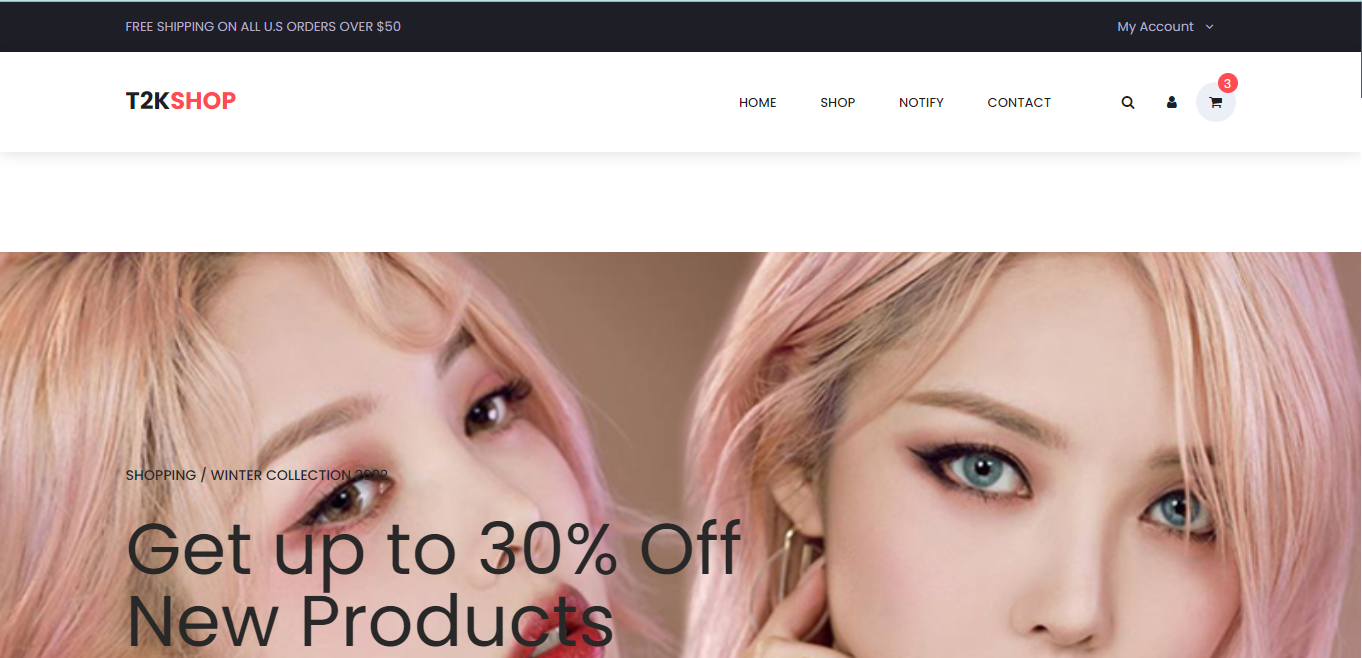 FREE SHIPPING ON ALL U.S ORDERS OVER $50
My Account
T2KSHOP
HOME
SHOP
NOTIFY
CONTACT
3
SHOPPING / WINTER COLLECTION 2022
Get up to 30% Off
New Products